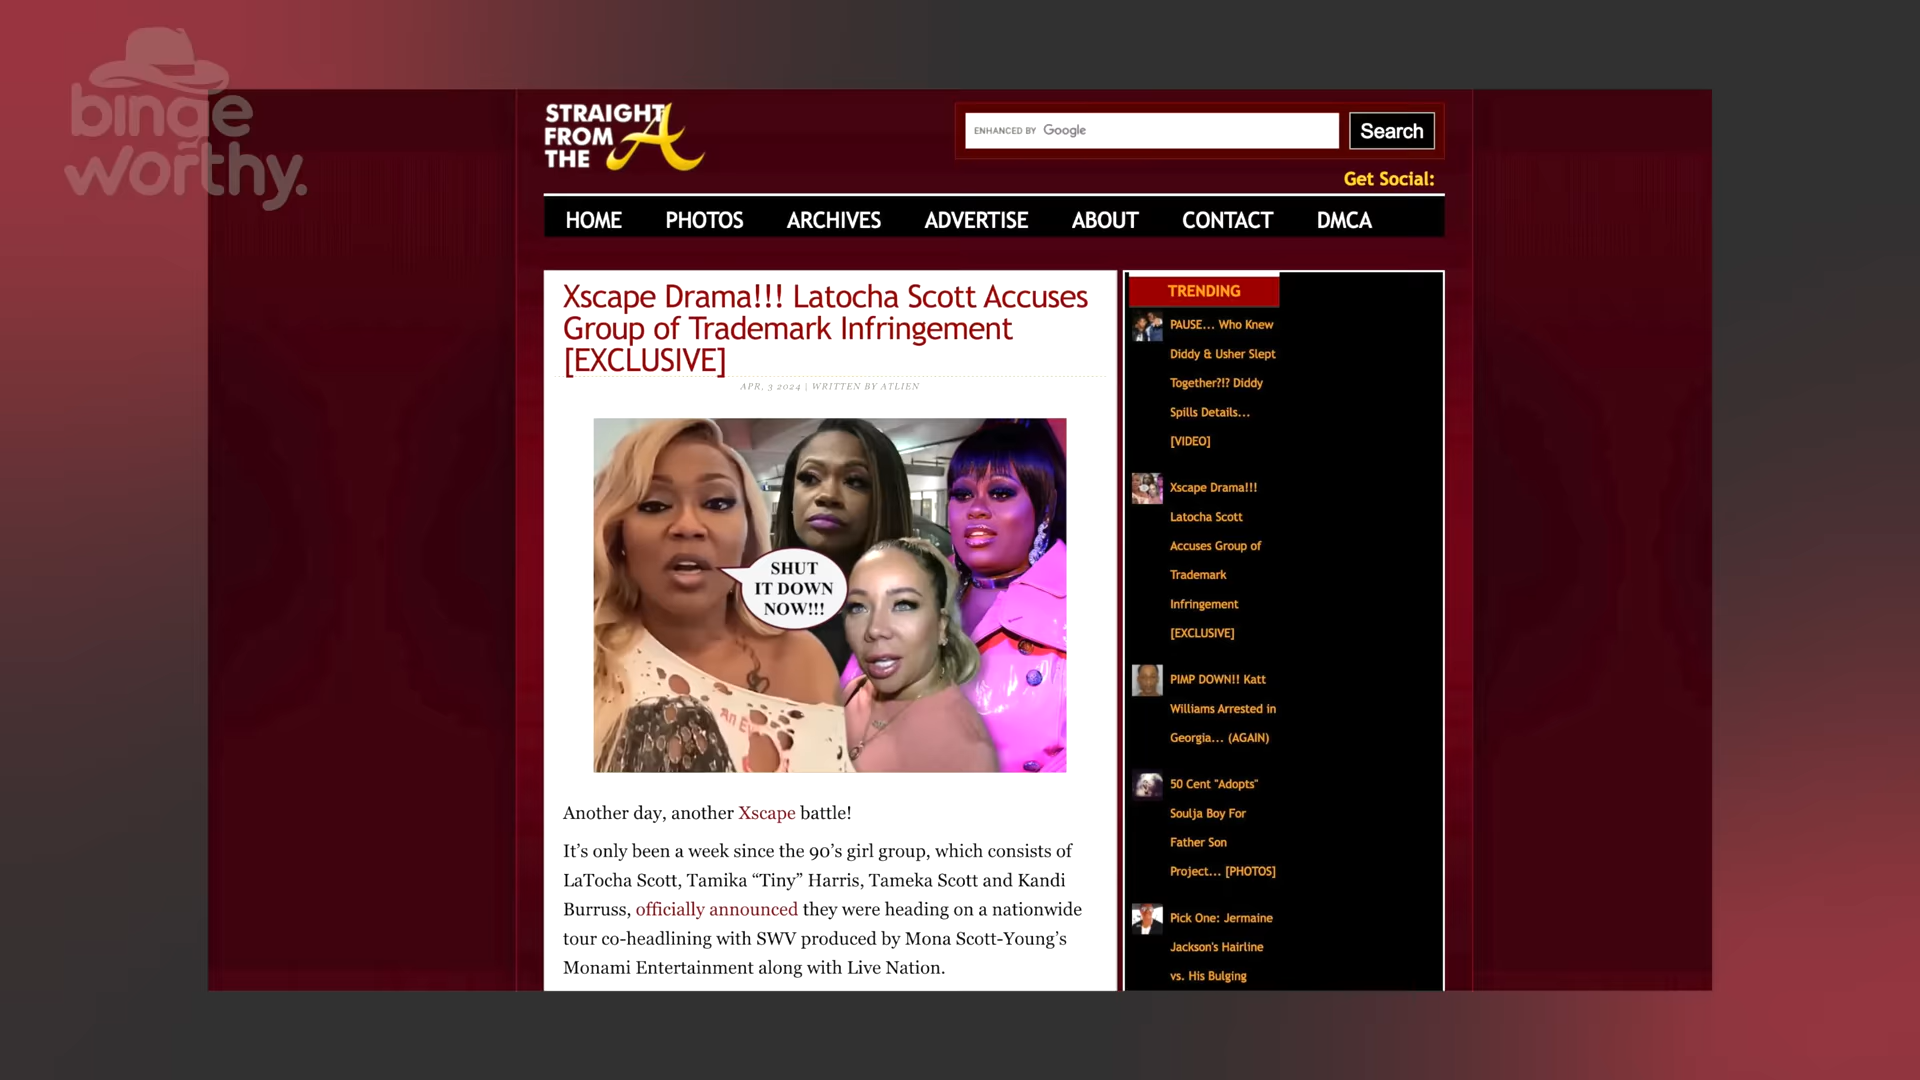 binge
worthy.
STRAIGHT
FROM
THE A
ENHANCED BY Google
Search
Get Social:
HOME PHOTOS ARCHIVES ADVERTISE ABOUT CONTACT DMCA
Xscape Drama!!! Latocha Scott Accuses
Group of Trademark Infringement
[EXCLUSIVE]
APR, 3 2024 | WRITTEN BY ATLIEN
SHUT
IT DOWN
NOW!!!
An E
Another day, another Xscape battle!
It's only been a week since the 90's girl group, which consists of
LaTocha Scott, Tamika “Tiny” Harris, Tameka Scott and Kandi
Burruss, officially announced they were heading on a nationwide
tour co-headlining with SWV produced by Mona Scott-Young's
Monami Entertainment along with Live Nation.
TRENDING
PAUSE... Who Knew
Diddy & Usher Slept
Together?!? Diddy
Spills Details...
[VIDEO]
Xscape Drama!!!
Latocha Scott
Accuses Group of
Trademark
Infringement
[EXCLUSIVE]
PIMP DOWN!! Katt
Williams Arrested in
Georgia... (AGAIN)
50 Cent "Adopts"
Soulja Boy For
Father Son
Project... [PHOTOS]
Pick One: Jermaine
Jackson's Hairline
vs. His Bulging